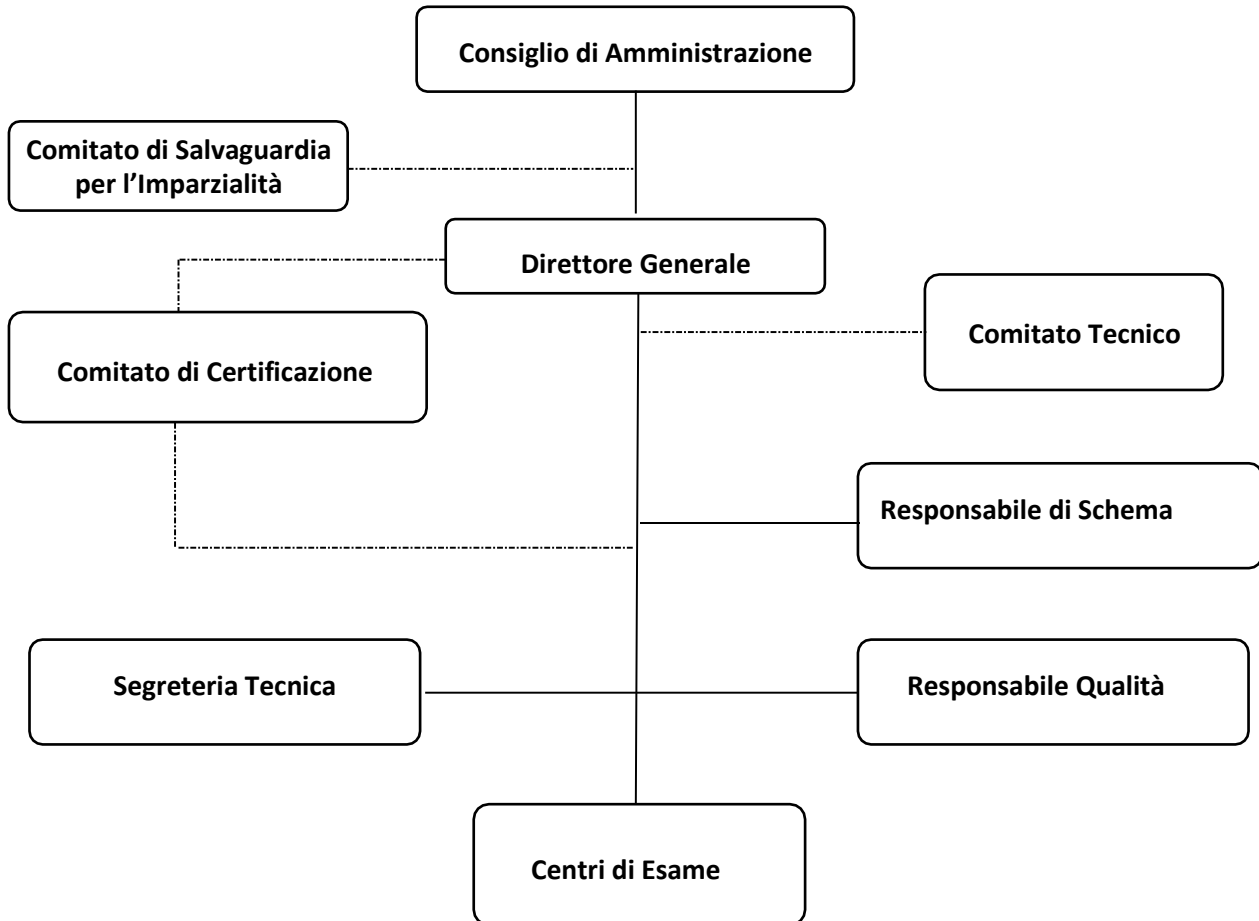 Consiglio di Amministrazione
Comitato di Salvaguardia
per l’Imparzialità
Direttore Generale
Comitato Tecnico
Comitato di Certificazione
Responsabile di Schema
Segreteria Tecnica
Responsabile Qualità
Centri di Esame